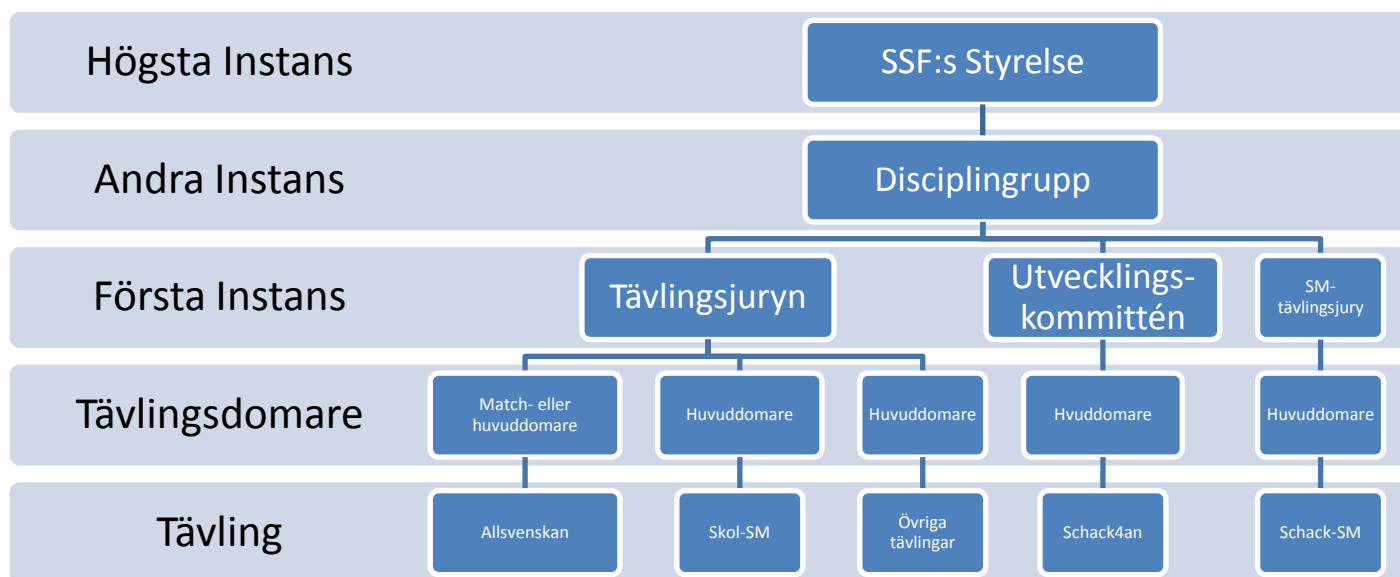 Högsta Instans
SSF:s Styrelse
Andra Instans
Disciplingrupp
Första Instans
Tävlingsjuryn
Utvecklings-
kommittén
SM-
tävlingsjury
Tävlingsdomare
Match- eller
huvuddomare
Huvuddomare
Huvuddomare
Hvuddomare
Huvuddomare
Tävling
Allsvenskan
Skol-SM
Övriga
tävlingar
Schack4an
Schack-SM